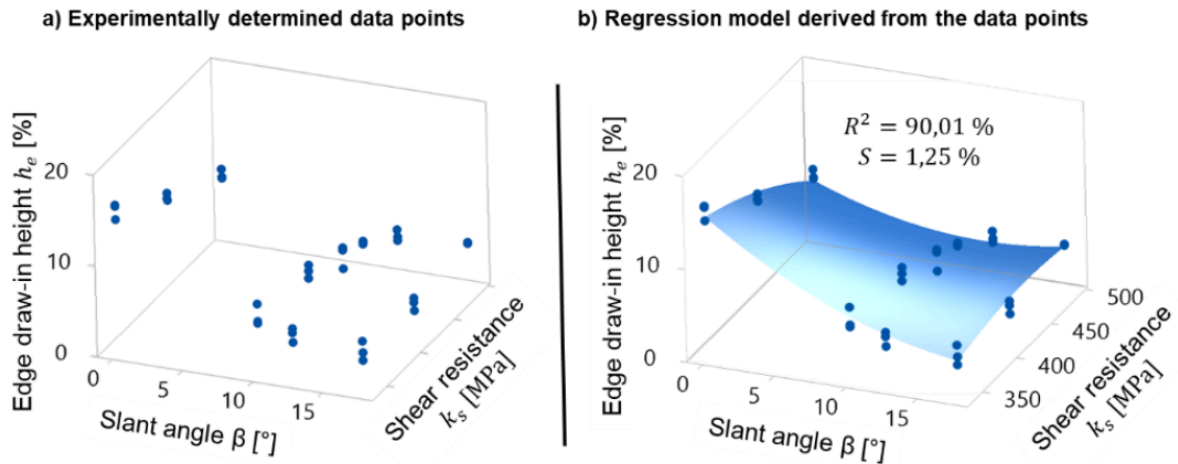 a) Experimentally determined data points
Edge draw-in height hₑ [%]
20
10
0
0
5
10
15
Slant angle β [°]
Shear resistance
kₛ [MPa]
b) Regression model derived from the data points
R² = 90,01 %
S = 1,25 %
Edge draw-in height hₑ [%]
20
10
0
0
5
10
15
Slant angle β [°]
500
450
400
350
Shear resistance
kₛ [MPa]